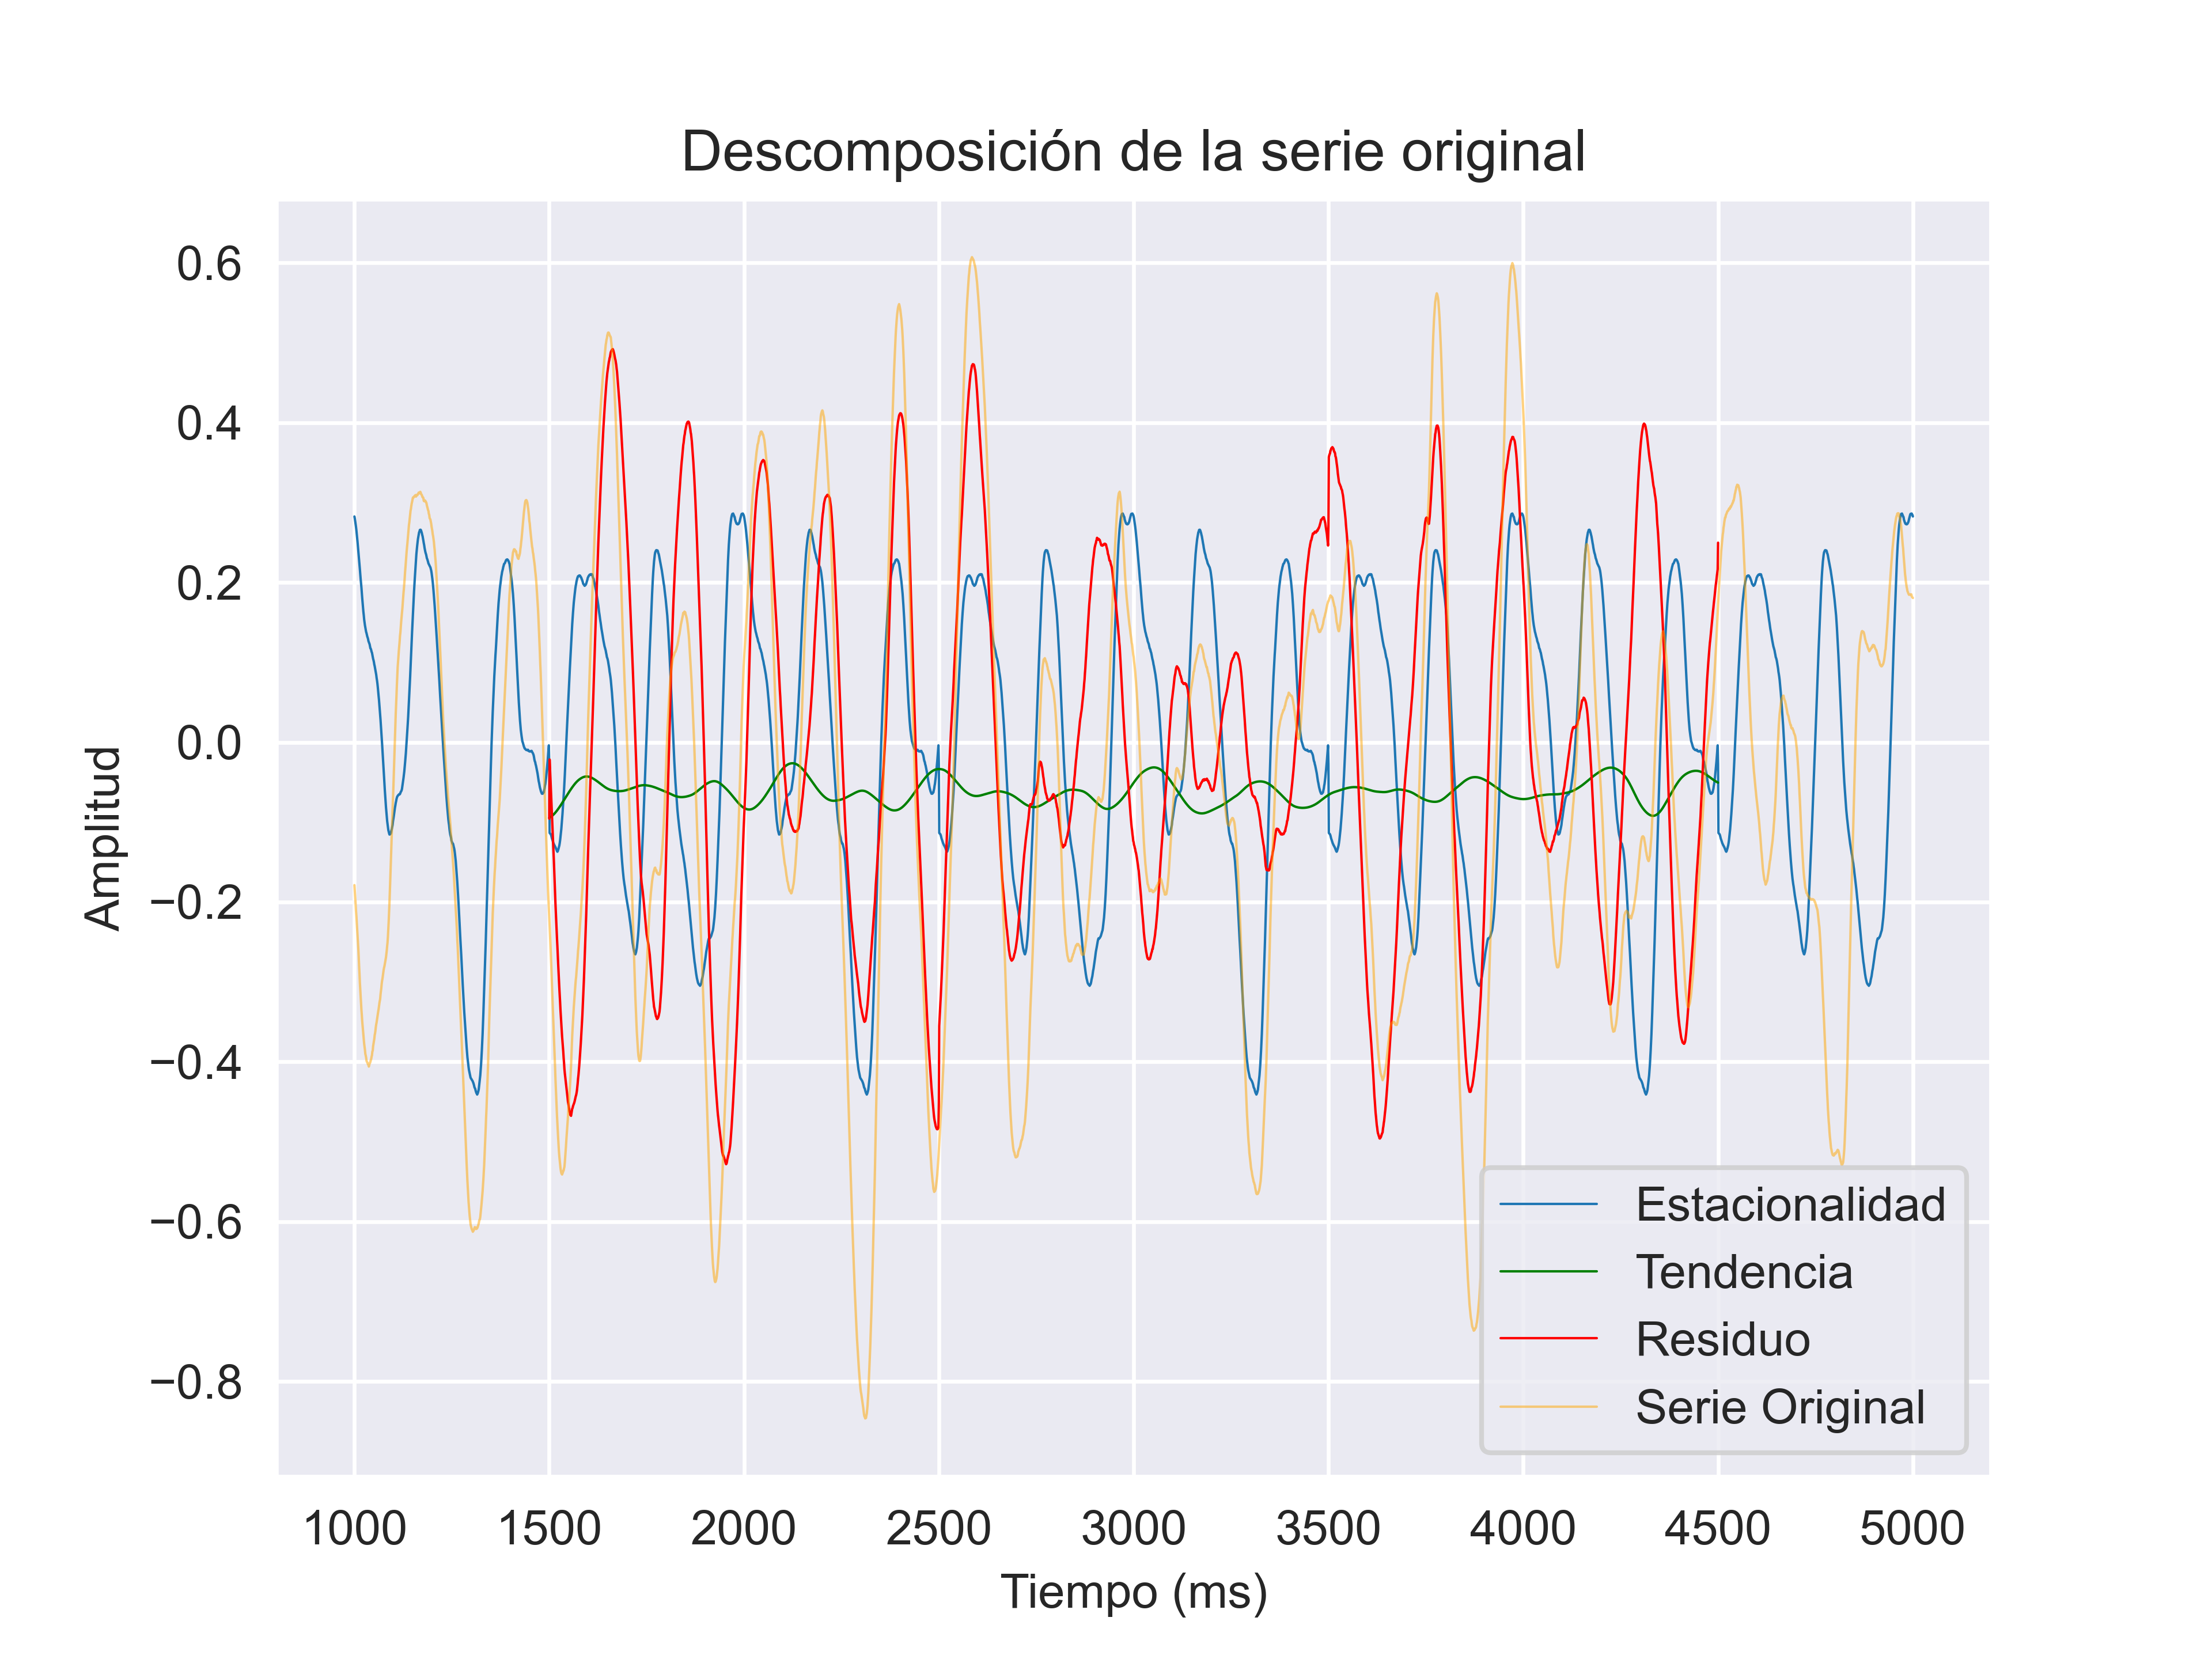 Descomposición de la serie original
Amplitud
0.6
0.4
0.2
0.0
−0.2
−0.4
−0.6
−0.8
1000 1500 2000 2500 3000 3500 4000 4500 5000
Tiempo (ms)
Estacionalidad
Tendencia
Residuo
Serie Original